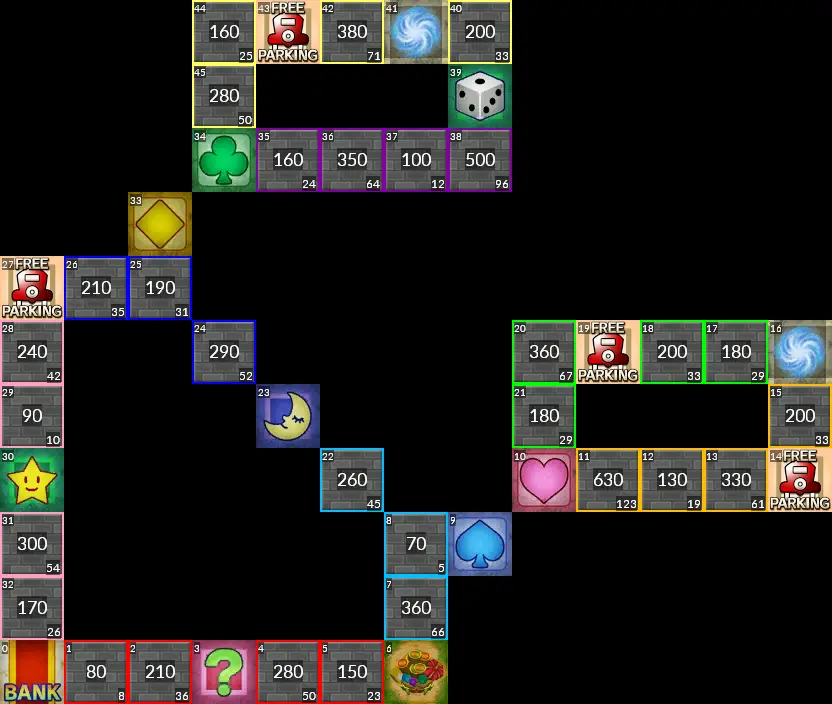 44 43 FREE PARKING 42 41 40
160 25 380 71 200 33
45 280 50 39
34 35 160 24 36 350 64 37 100 12 38 500 96
33
27 FREE PARKING 26 210 35 25 190 31
28 240 42 24 290 52 20 360 67 19 FREE PARKING 18 200 33 17 180 29 16
29 90 10 23 21 180 29 15 200 33
30 22 260 45 10 11 630 123 12 130 19 13 330 61 14 FREE PARKING
31 300 54 8 70 5 9
32 170 26 7 360 66
0 BANK 1 80 8 2 210 36 3 ? 4 280 50 5 150 23 6